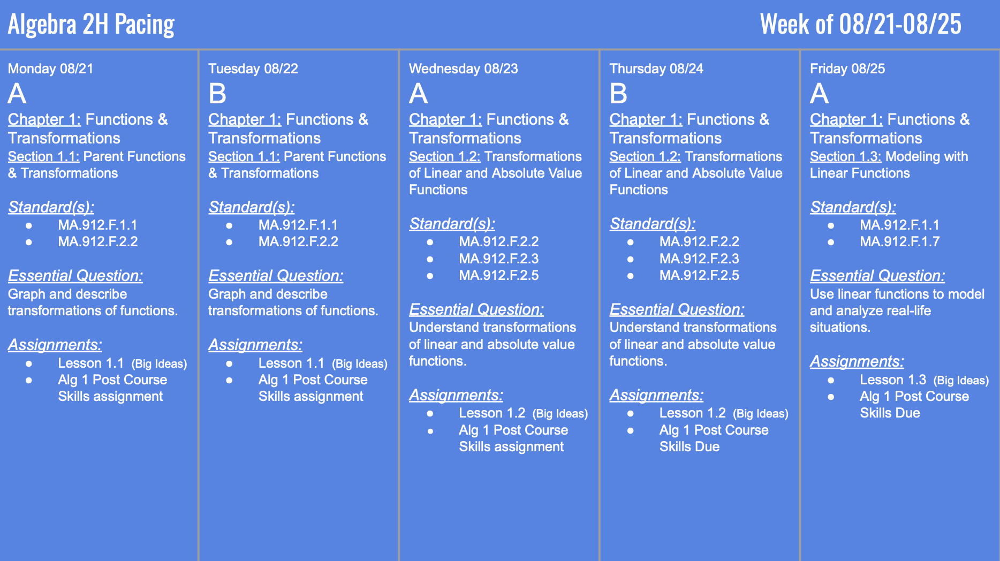 Algebra 2H Pacing
Week of 08/21-08/25
Monday 08/21
A
Chapter 1: Functions &
Transformations
Section 1.1: Parent Functions
& Transformations
Standard(s):
● MA.912.F.1.1
● MA.912.F.2.2
Essential Question:
Graph and describe
transformations of functions.
Assignments:
● Lesson 1.1 (Big Ideas)
● Alg 1 Post Course
Skills assignment
Tuesday 08/22
B
Chapter 1: Functions &
Transformations
Section 1.1: Parent Functions
& Transformations
Standard(s):
● MA.912.F.1.1
● MA.912.F.2.2
Essential Question:
Graph and describe
transformations of functions.
Assignments:
● Lesson 1.1 (Big Ideas)
● Alg 1 Post Course
Skills assignment
Wednesday 08/23
A
Chapter 1: Functions &
Transformations
Section 1.2: Transformations
of Linear and Absolute Value
Functions
Standard(s):
● MA.912.F.2.2
● MA.912.F.2.3
● MA.912.F.2.5
Essential Question:
Understand transformations
of linear and absolute value
functions.
Assignments:
● Lesson 1.2 (Big Ideas)
● Alg 1 Post Course
Skills assignment
Thursday 08/24
B
Chapter 1: Functions &
Transformations
Section 1.2: Transformations
of Linear and Absolute Value
Functions
Standard(s):
● MA.912.F.2.2
● MA.912.F.2.3
● MA.912.F.2.5
Essential Question:
Understand transformations
of linear and absolute value
functions.
Assignments:
● Lesson 1.2 (Big Ideas)
● Alg 1 Post Course
Skills Due
Friday 08/25
A
Chapter 1: Functions &
Transformations
Section 1.3: Modeling with
Linear Functions
Standard(s):
● MA.912.F.1.1
● MA.912.F.1.7
Essential Question:
Use linear functions to model
and analyze real-life
situations.
Assignments:
● Lesson 1.3 (Big Ideas)
● Alg 1 Post Course
Skills Due